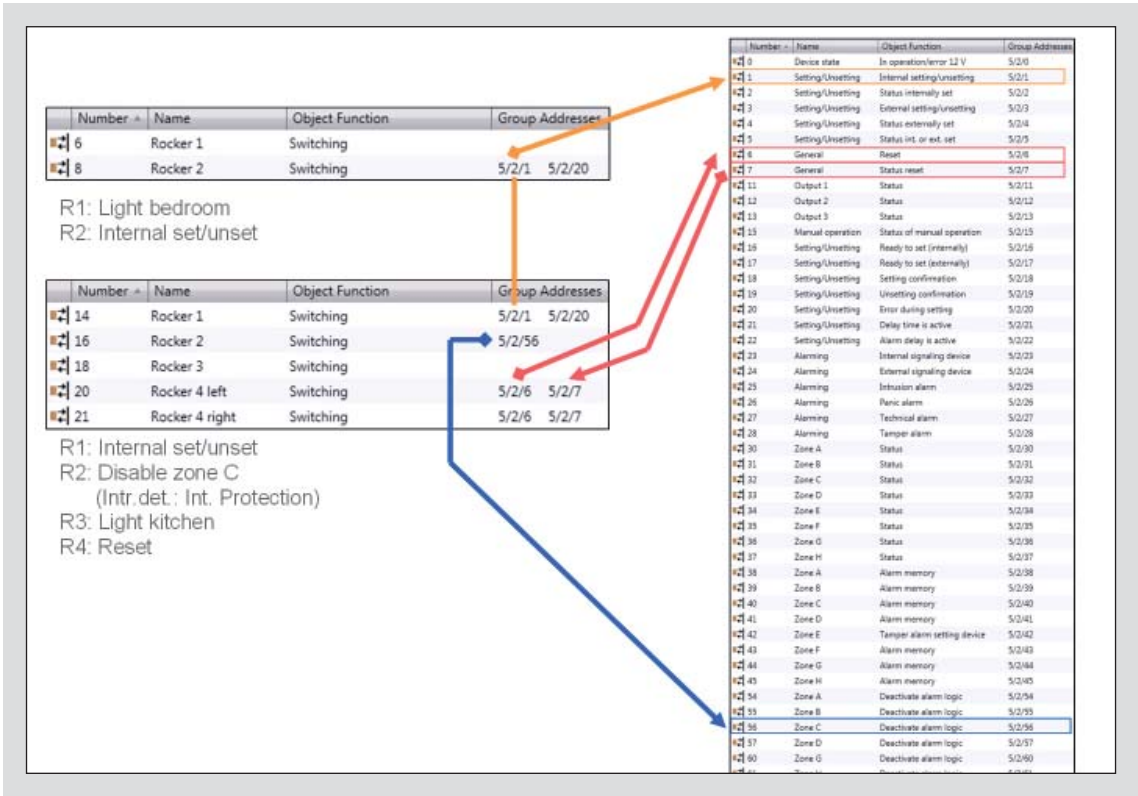 Number Name Object Function Group Addresses
6 Rocker 1 Switching
8 Rocker 2 Switching 5/2/1 5/2/20
R1: Light bedroom
R2: Internal set/unset
Number Name Object Function Group Addresses
14 Rocker 1 Switching 5/2/1 5/2/20
16 Rocker 2 Switching 5/2/56
18 Rocker 3 Switching
20 Rocker 4 left Switching 5/2/6 5/2/7
21 Rocker 4 right Switching 5/2/6 5/2/7
R1: Internal set/unset
R2: Disable zone C
(Intr.det.: Int. Protection)
R3: Light kitchen
R4: Reset
Number Name Object Function Group Addresses
0 Device state In operation/error 12 V 5/2/0
1 Setting/Unsetting Internal setting/unsetting 5/2/1
2 Setting/Unsetting Status internally set 5/2/2
3 Setting/Unsetting External setting/unsetting 5/2/3
4 Setting/Unsetting Status externally set 5/2/4
5 Setting/Unsetting Status int. or ext. set 5/2/5
6 General Reset 5/2/6
7 General Status reset 5/2/7
11 Output 1 Status 5/2/11
12 Output 2 Status 5/2/12
13 Output 3 Status 5/2/13
15 Manual operation Status of manual operation 5/2/15
16 Setting/Unsetting Ready to set (internally) 5/2/16
17 Setting/Unsetting Ready to set (externally) 5/2/17
18 Setting/Unsetting Setting confirmation 5/2/18
19 Setting/Unsetting Unsetting confirmation 5/2/19
20 Setting/Unsetting Error during setting 5/2/20
21 Setting/Unsetting Delay time is active 5/2/21
22 Setting/Unsetting Alarm delay is active 5/2/22
23 Alarming Internal signaling device 5/2/23
24 Alarming External signaling device 5/2/24
25 Alarming Intrusion alarm 5/2/25
26 Alarming Panic alarm 5/2/26
27 Alarming Technical alarm 5/2/27
28 Alarming Tamper alarm 5/2/28
30 Zone A Status 5/2/30
31 Zone B Status 5/2/31
32 Zone C Status 5/2/32
33 Zone D Status 5/2/33
34 Zone E Status 5/2/34
35 Zone F Status 5/2/35
36 Zone G Status 5/2/36
37 Zone H Status 5/2/37
38 Zone A Alarm memory 5/2/38
39 Zone B Alarm memory 5/2/39
40 Zone C Alarm memory 5/2/40
41 Zone D Alarm memory 5/2/41
42 Zone E Tamper alarm setting device 5/2/42
43 Zone F Alarm memory 5/2/43
44 Zone G Alarm memory 5/2/44
45 Zone H Alarm memory 5/2/45
54 Zone A Deactivate alarm logic 5/2/54
55 Zone B Deactivate alarm logic 5/2/55
56 Zone C Deactivate alarm logic 5/2/56
57 Zone D Deactivate alarm logic 5/2/57
60 Zone G Deactivate alarm logic 5/2/60